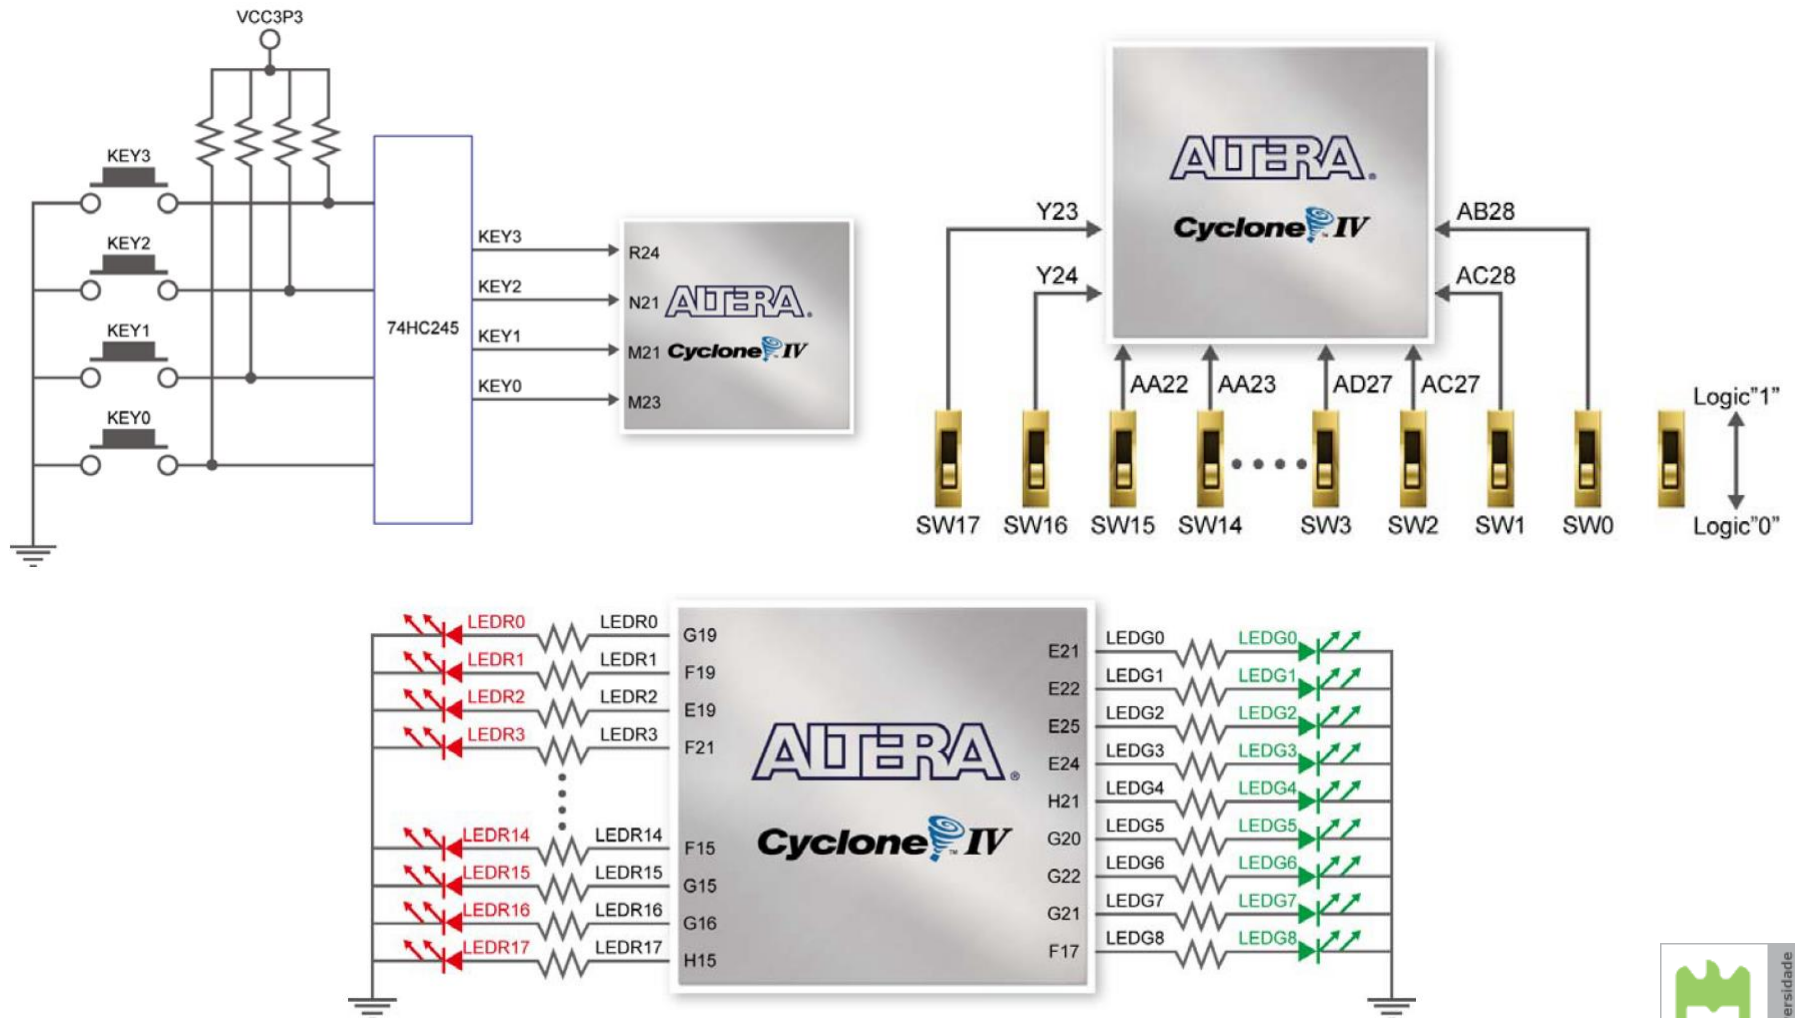 VCC3P3
KEY3
KEY2
KEY1
KEY0
74HC245
KEY3
KEY2
KEY1
KEY0
R24
N21
M21
M23
ALTERA®
Cyclone™ IV
ALTERA®
Cyclone™ IV
Y23
Y24
AB28
AC28
AA22
AA23
AD27
AC27
SW17
SW16
SW15
SW14
SW3
SW2
SW1
SW0
Logic"1"
Logic"0"
LEDR0 LEDR0 G19
LEDR1 LEDR1 F19
LEDR2 LEDR2 E19
LEDR3 LEDR3 F21
LEDR14 LEDR14 F15
LEDR15 LEDR15 G15
LEDR16 LEDR16 G16
LEDR17 LEDR17 H15
ALTERA®
Cyclone™ IV
E21 LEDG0 LEDG0
E22 LEDG1 LEDG1
E25 LEDG2 LEDG2
E24 LEDG3 LEDG3
H21 LEDG4 LEDG4
G20 LEDG5 LEDG5
G22 LEDG6 LEDG6
G21 LEDG7 LEDG7
F17 LEDG8 LEDG8
ersidade